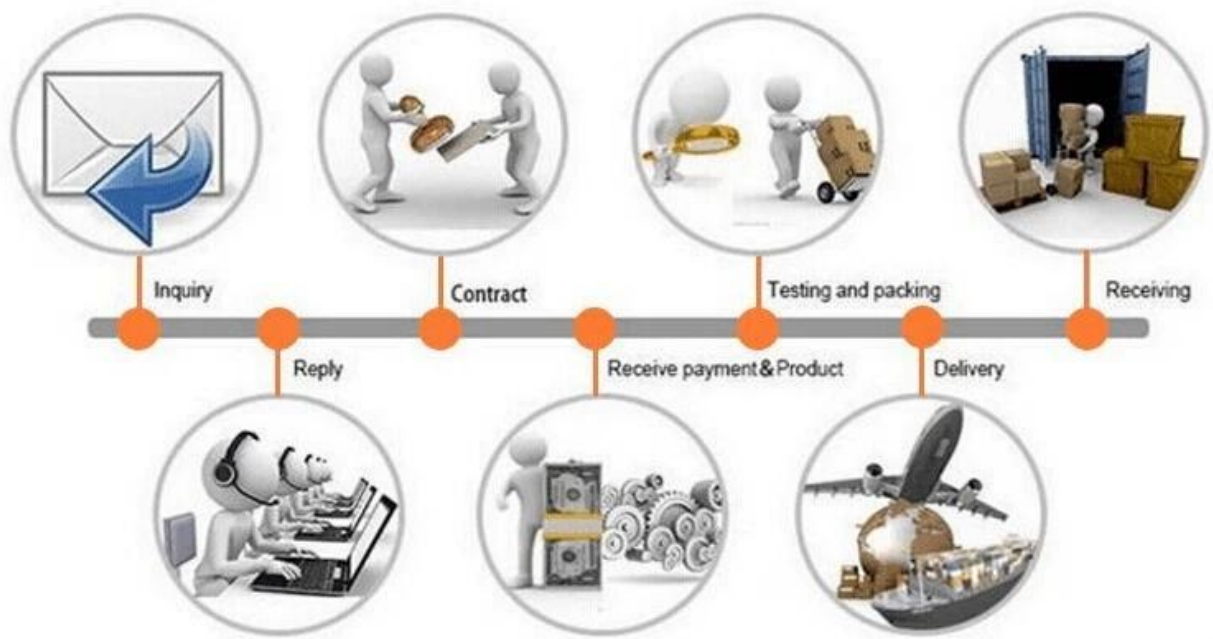 Inquiry
Contract
Testing and packing
Receiving
Reply
Receive payment&Product
Delivery